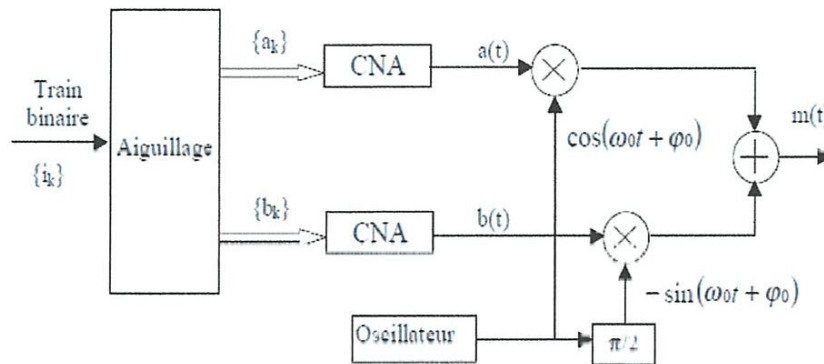 {aₖ}
CNA
a(t)
Train
binaire
{iₖ}
Aiguillage
cos(ω₀t + φ₀)
m(t)
{bₖ}
CNA
b(t)
−sin(ω₀t + φ₀)
Oscillateur
π/2